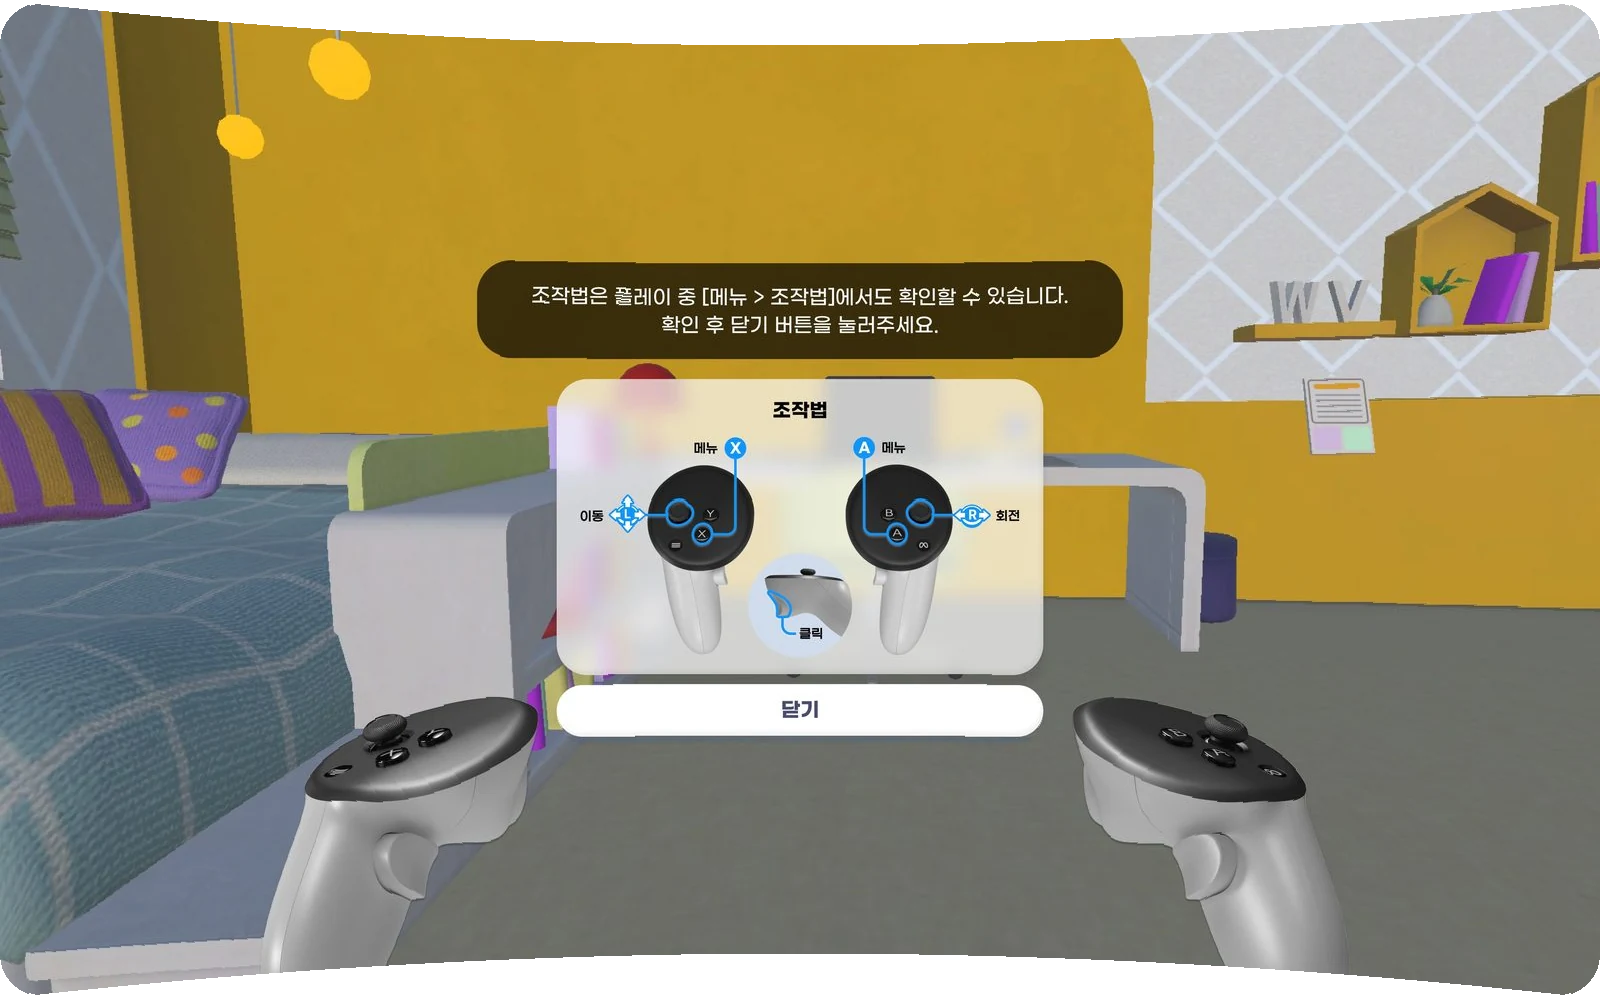 조작법은 플레이 중 [메뉴 > 조작법]에서도 확인할 수 있습니다.
확인 후 닫기 버튼을 눌러주세요.
조작법
메뉴 X
A 메뉴
이동 L
Y
X
B
A
R 회전
클릭
닫기
W V